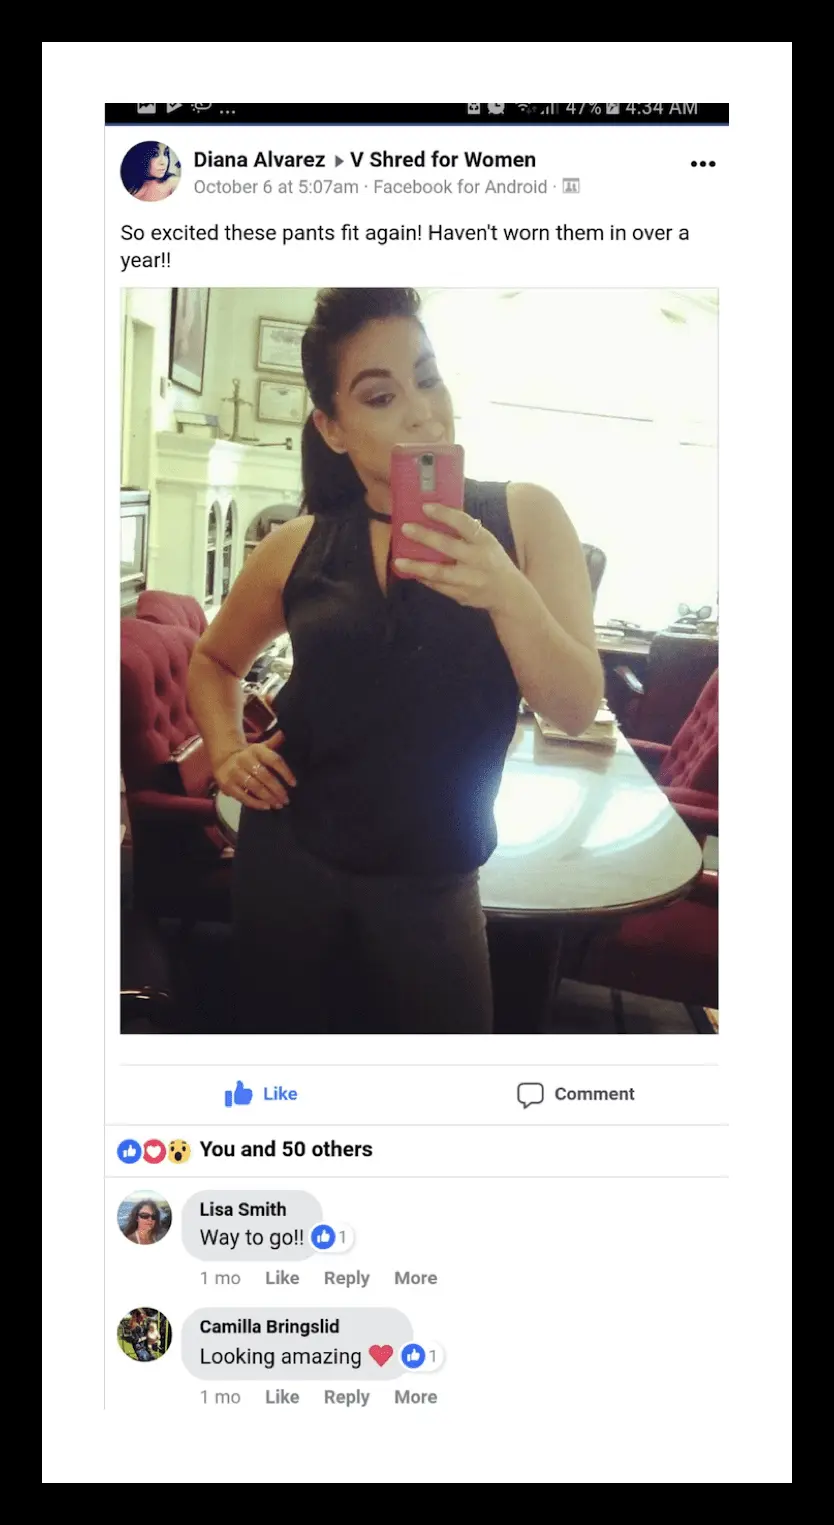 ... 47% 4:34 AM
Diana Alvarez ▸ V Shred for Women
October 6 at 5:07am · Facebook for Android ·
So excited these pants fit again! Haven't worn them in over a
year!!
Like Comment
You and 50 others
Lisa Smith
Way to go!! 1
1 mo Like Reply More
Camilla Bringslid
Looking amazing ❤ 1
1 mo Like Reply More